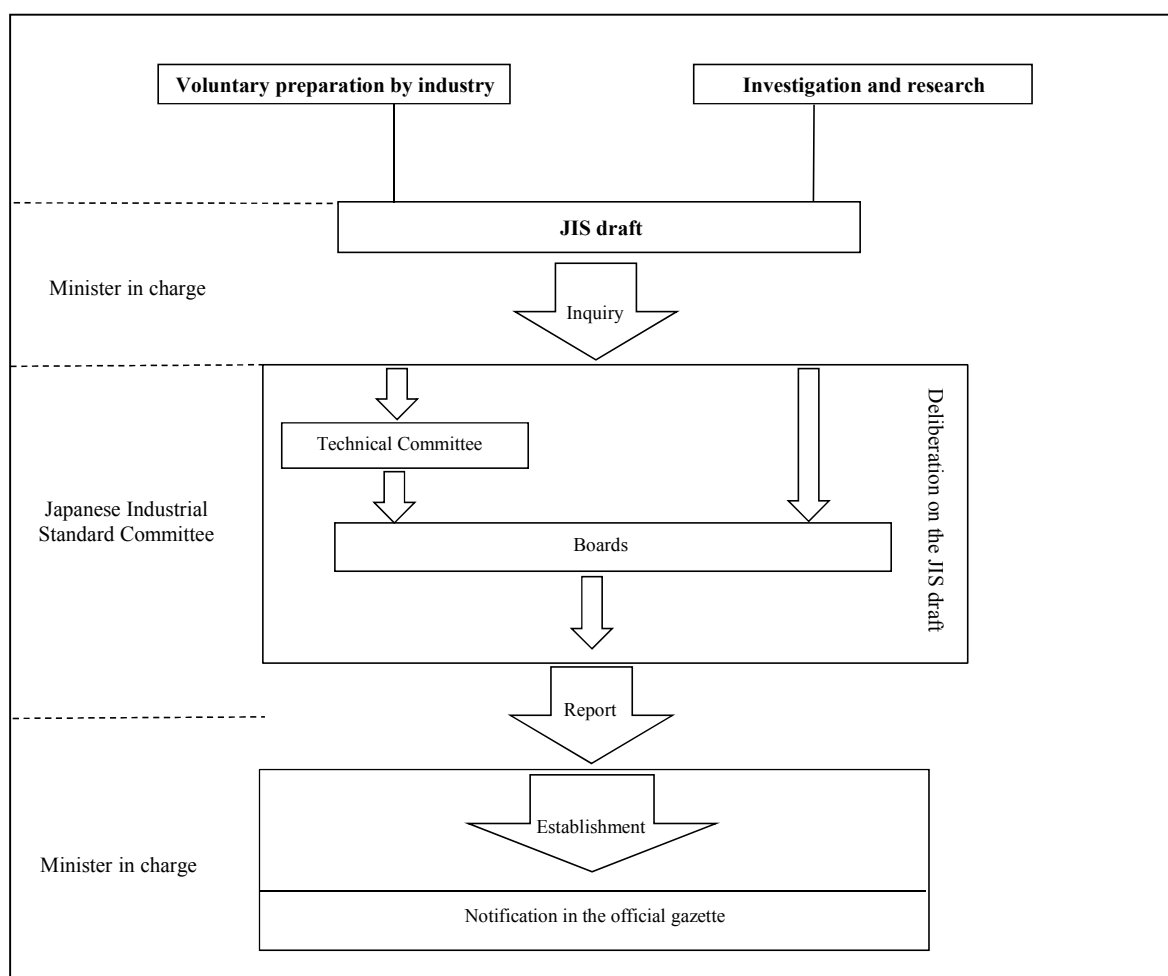 Voluntary preparation by industry
Investigation and research
JIS draft
Minister in charge
Inquiry
Technical Committee
Deliberation on the JIS draft
Japanese Industrial
Standard Committee
Boards
Report
Establishment
Minister in charge
Notification in the official gazette